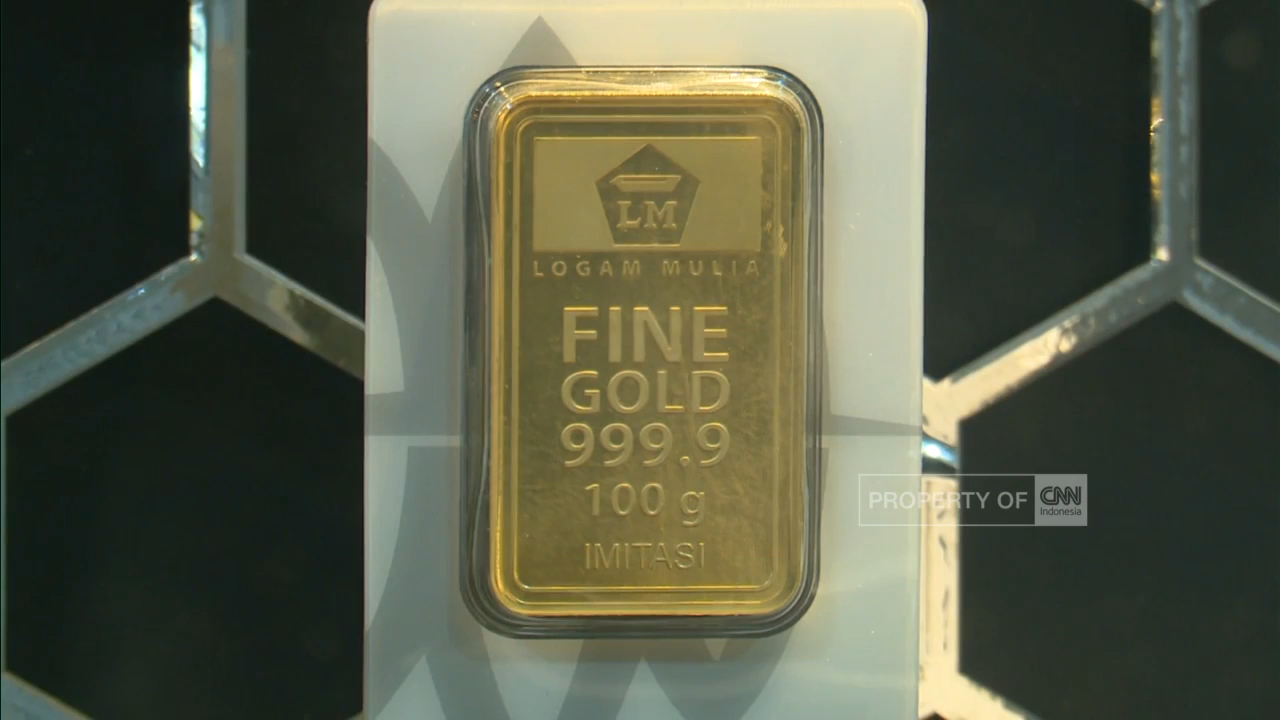 LM
LOGAM MULIA
FINE
GOLD
999.9
100 g
IMITASI
PROPERTY OF CNN
Indonesia